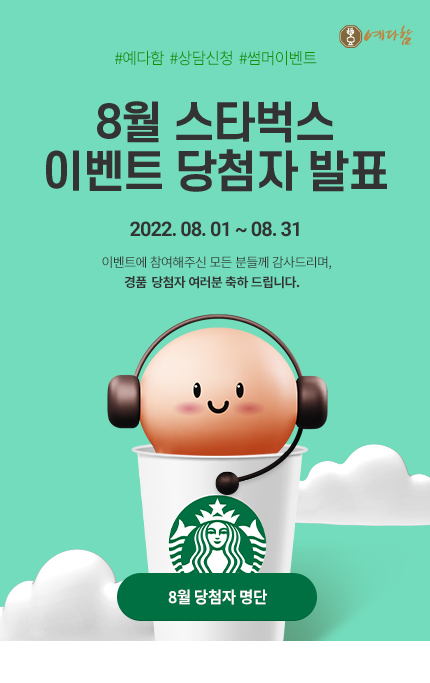 예다함
#예다함 #상담신청 #썸머이벤트
8월 스타벅스
이벤트 당첨자 발표
2022. 08. 01 ~ 08. 31
이벤트에 참여해주신 모든 분들께 감사드리며,
경품 당첨자 여러분 축하 드립니다.
8월 당첨자 명단